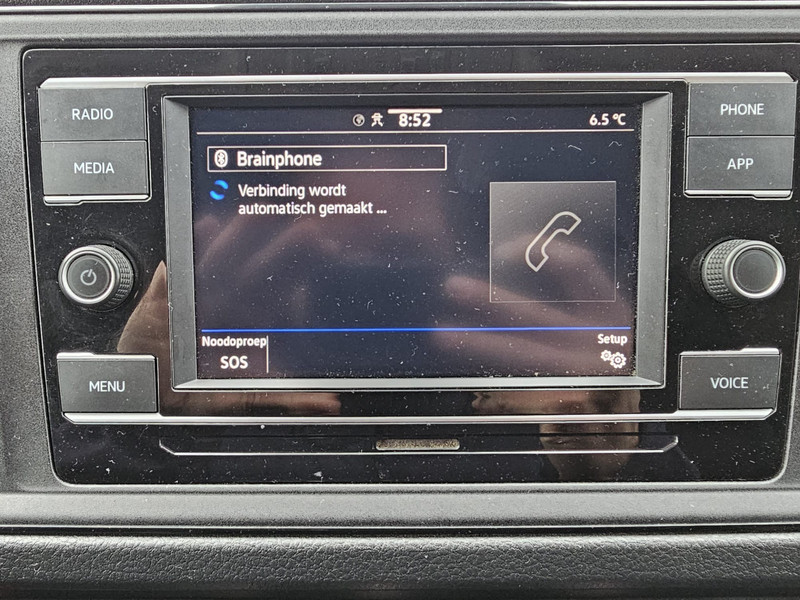 RADIO
MEDIA
MENU
8:52
6.5 °C
Brainphone
Verbinding wordt
automatisch gemaakt ...
Noodoproep
SOS
Setup
PHONE
APP
VOICE